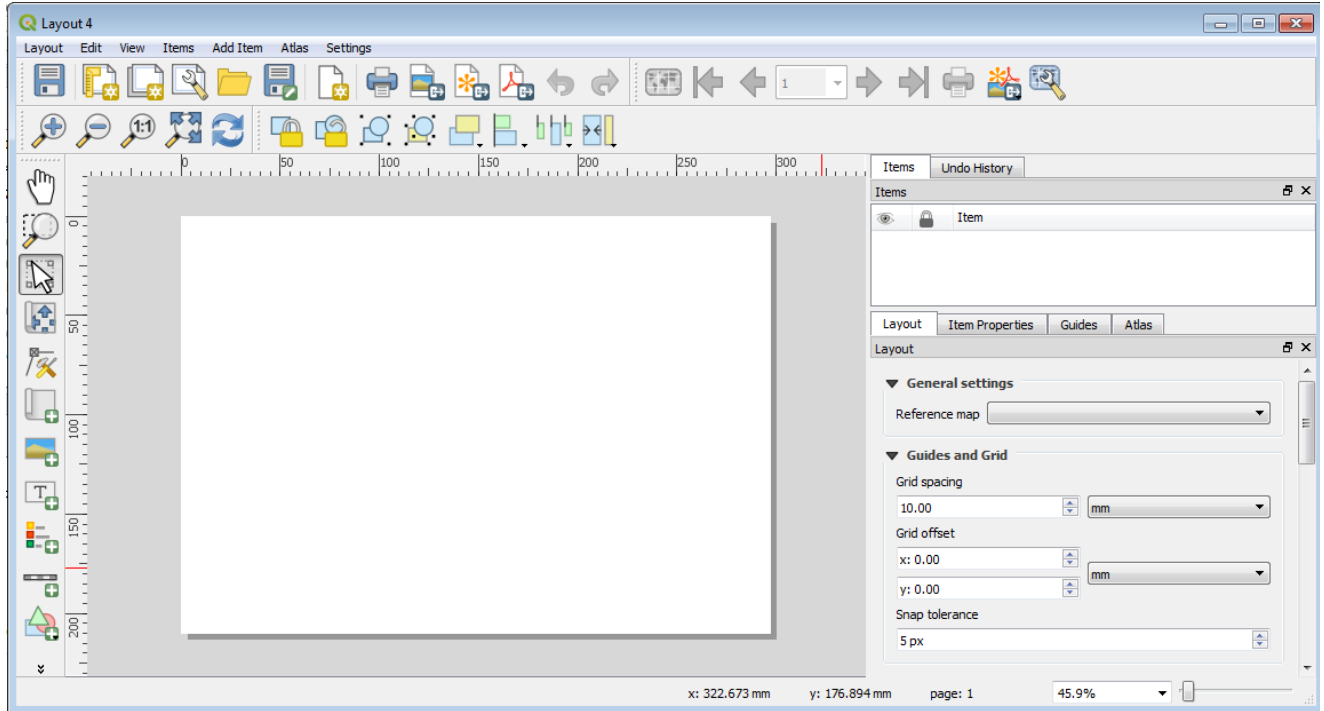 Layout 4
Layout Edit View Items Add Item Atlas Settings
1
1:1
0 50 100 150 200 250 300
Items Undo History
Items
Item
0
50
100
150
200
Layout Item Properties Guides Atlas
Layout
General settings
Reference map
Guides and Grid
Grid spacing
10.00 mm
Grid offset
x: 0.00
mm
y: 0.00
Snap tolerance
5 px
T
x: 322.673 mm y: 176.894 mm page: 1 45.9%